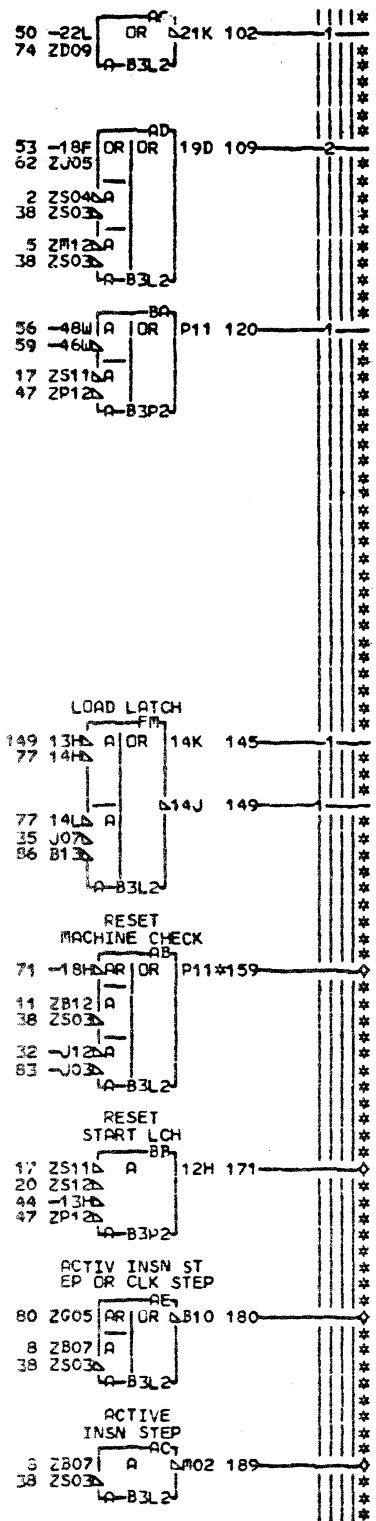 AC
50 -22L OR 21K 102 1
74 ZD09
A B3L2
AD
53 -18F OR OR 19D 109 2
62 ZJ05
2 ZS04 A
38 ZS03
5 ZM12 A
38 ZS03
A B3L2
BA
56 -48W A OR P11 120 1
59 -46W
17 ZS11 A
47 ZP12
A B3P2
LOAD LATCH
FM
149 13H A OR 14K 145 1
77 14H
14J 149 1
77 14L A
35 J07
86 B13
A B3L2
RESET
MACHINE CHECK
AB
71 -18H AR OR P11*159
11 ZB12 A
38 ZS03
32 -J12 A
83 -J03
A B3L2
RESET
START LCH
BB
17 ZS11 A 12H 171
20 ZS12
44 -13H
47 ZP12
A B3P2
ACTIV INSN ST
EP OR CLK STEP
AE
80 ZG05 AR OR B10 180
8 ZB07 A
38 ZS03
A B3L2
ACTIVE
INSN STEP
AC
ZB07 A M02 189
38 ZS03
A B3L2